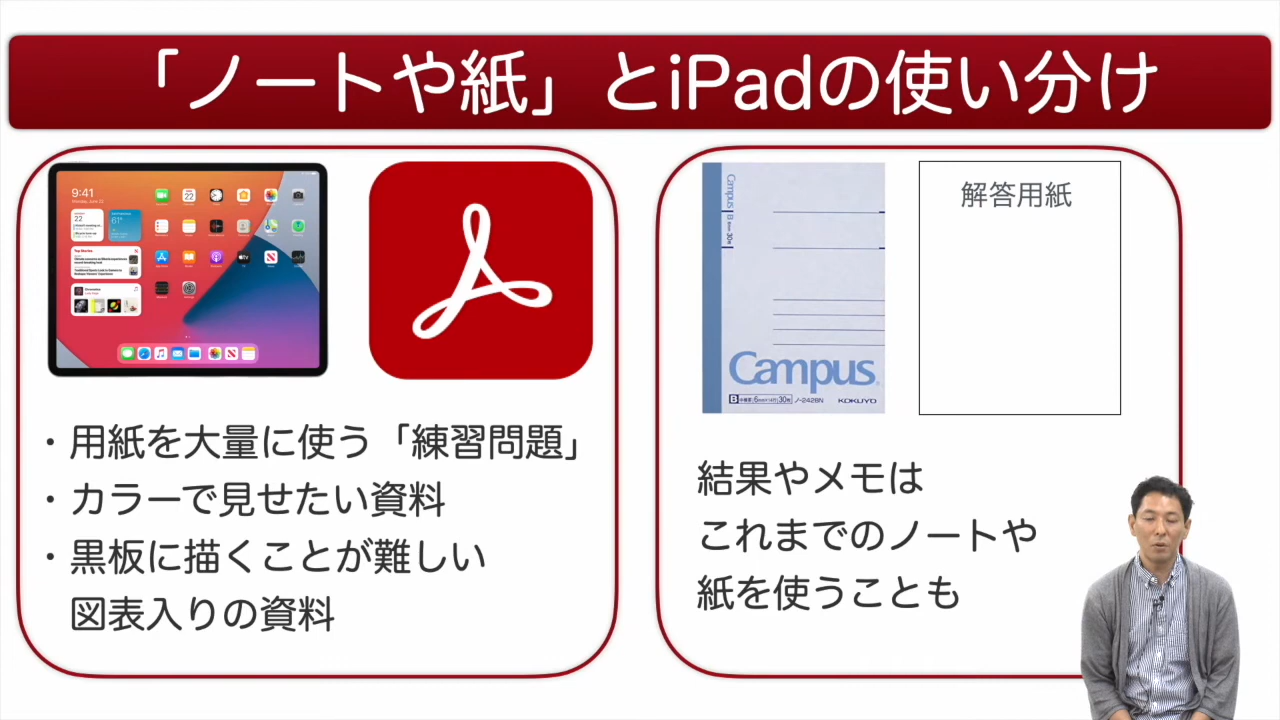 「ノートや紙」とiPadの使い分け
9:41
・用紙を大量に使う「練習問題」
・カラーで見せたい資料
・黒板に描くことが難しい
図表入りの資料
Campus
Campus
解答用紙
KOKUYO
結果やメモは
これまでのノートや
紙を使うことも